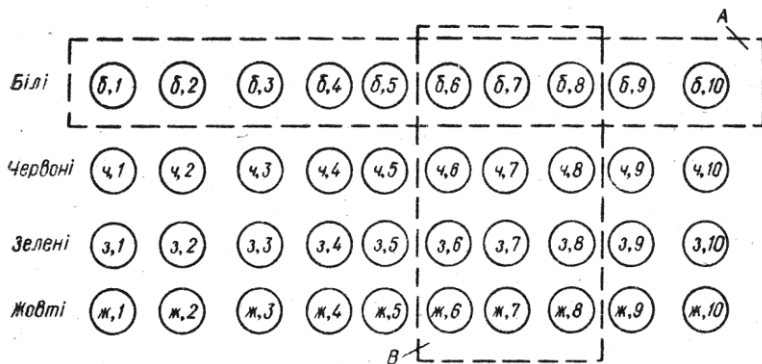 A
Білі б,1 б,2 б,3 б,4 б,5 б,6 б,7 б,8 б,9 б,10
Червоні ч,1 ч,2 ч,3 ч,4 ч,5 ч,6 ч,7 ч,8 ч,9 ч,10
Зелені з,1 з,2 з,3 з,4 з,5 з,6 з,7 з,8 з,9 з,10
Жовті ж,1 ж,2 ж,3 ж,4 ж,5 ж,6 ж,7 ж,8 ж,9 ж,10
B